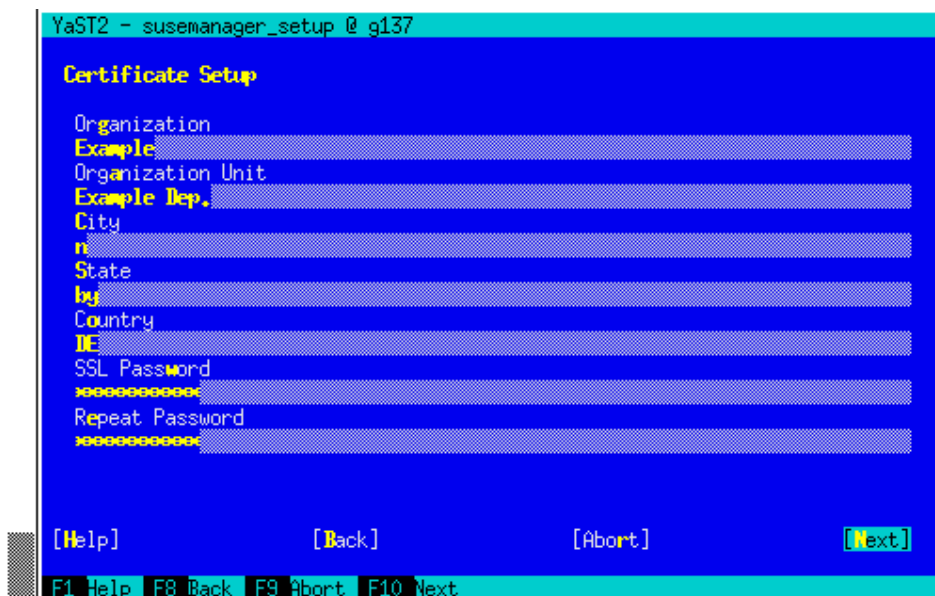 YaST2 - susemanager_setup @ g137
Certificate Setup
Organization
Example
Organization Unit
Example Dep.
City
n
State
by
Country
DE
SSL Password
************
Repeat Password
************
[Help] [Back] [Abort] [Next]
F1 Help F8 Back F9 Abort F10 Next